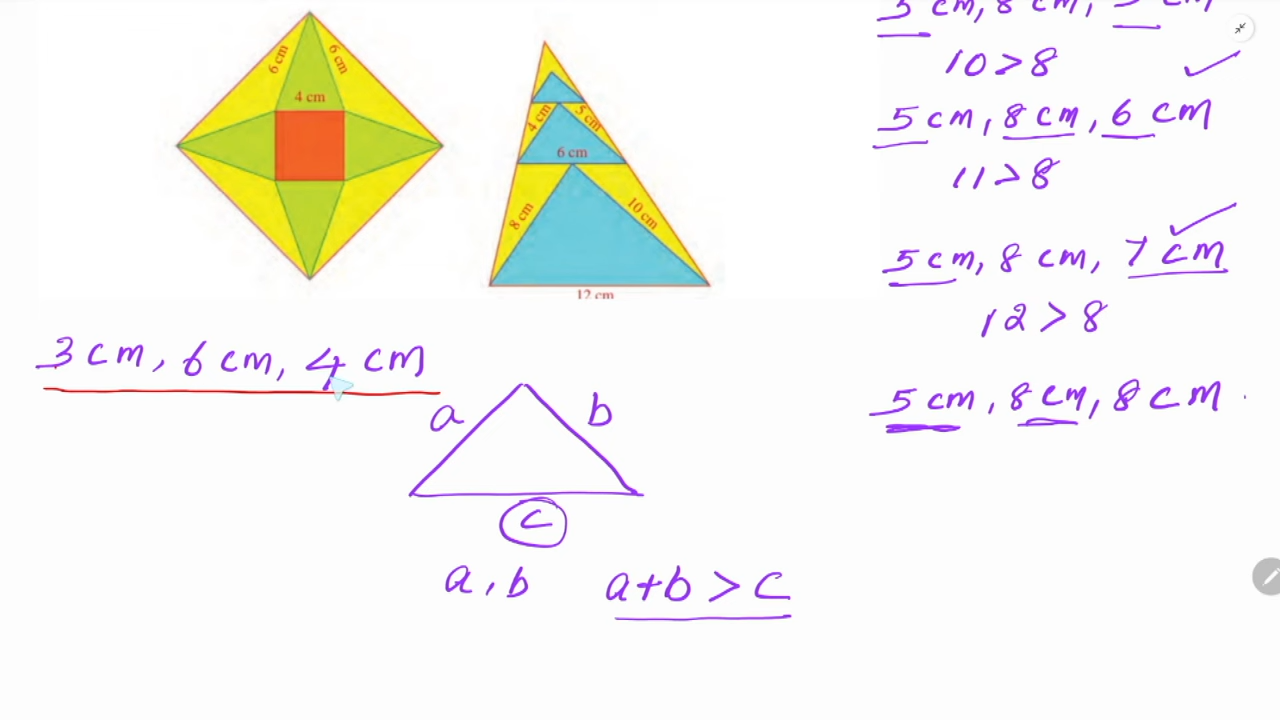 6 cm 6 cm
4 cm
4 cm 5 cm
6 cm
8 cm 10 cm
12 cm
3 cm, 6 cm, 4 cm
a b
c
a, b a+b > c
10 > 8
5 cm, 8 cm, 6 cm
11 > 8
5 cm, 8 cm, 7 cm
12 > 8
5 cm, 8 cm, 8 cm